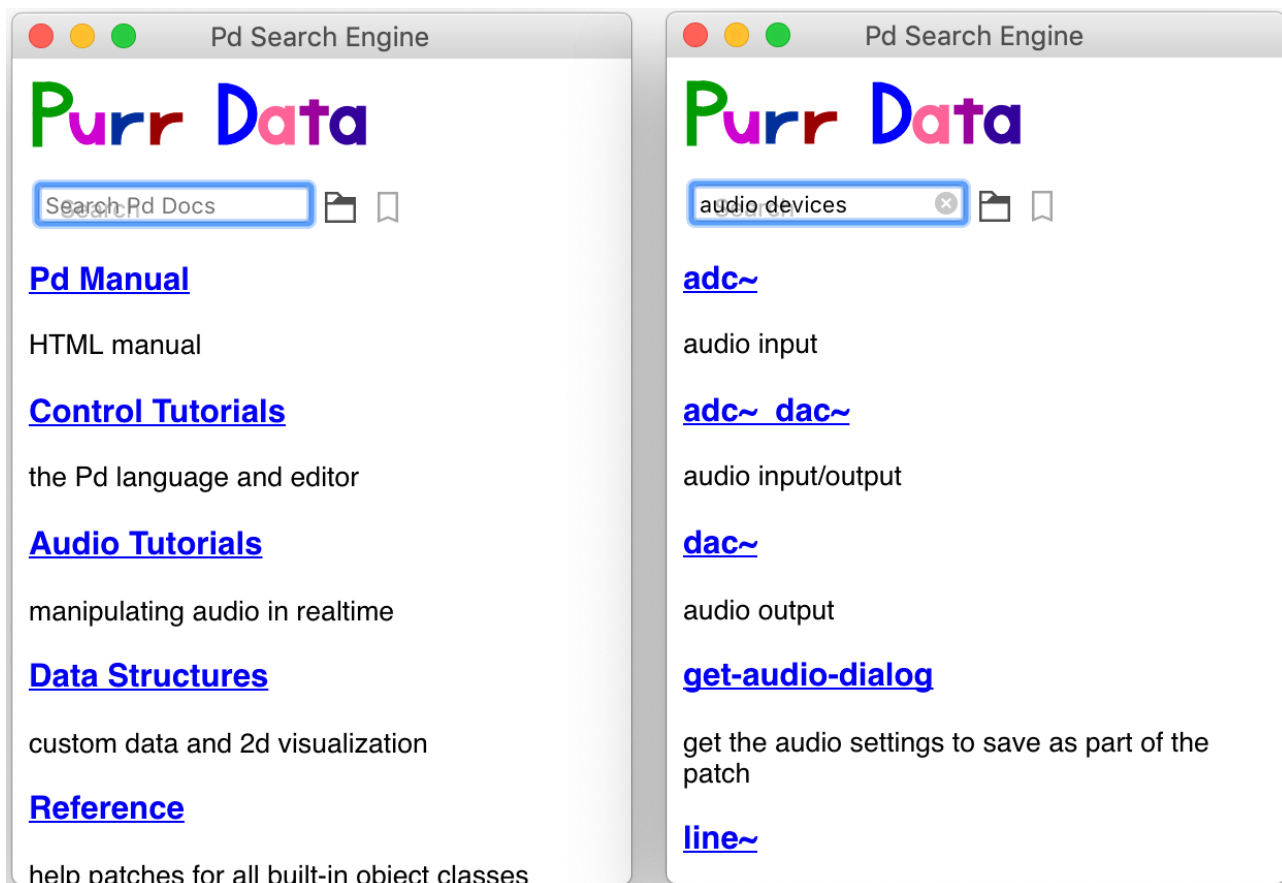 Pd Search Engine
Purr Data
Search Pd Docs
Search
Pd Manual
HTML manual
Control Tutorials
the Pd language and editor
Audio Tutorials
manipulating audio in realtime
Data Structures
custom data and 2d visualization
Reference
help patches for all built-in object classes
Pd Search Engine
Purr Data
audio devices
Search
adc~
audio input
adc~ dac~
audio input/output
dac~
audio output
get-audio-dialog
get the audio settings to save as part of the
patch
line~